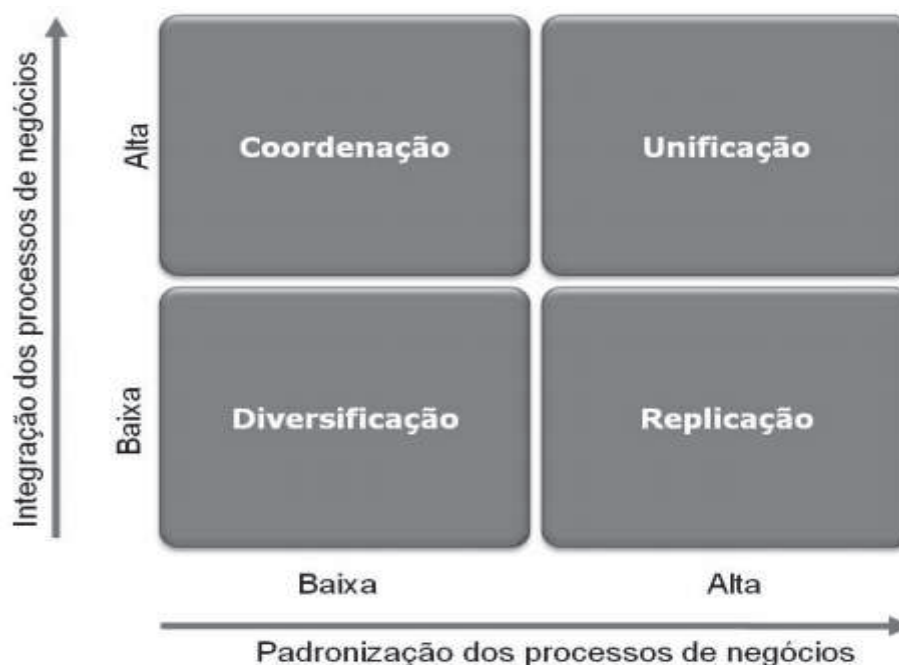 Integração dos processos de negócios
Alta
Coordenação
Unificação
Baixa
Diversificação
Replicação
Baixa
Alta
Padronização dos processos de negócios